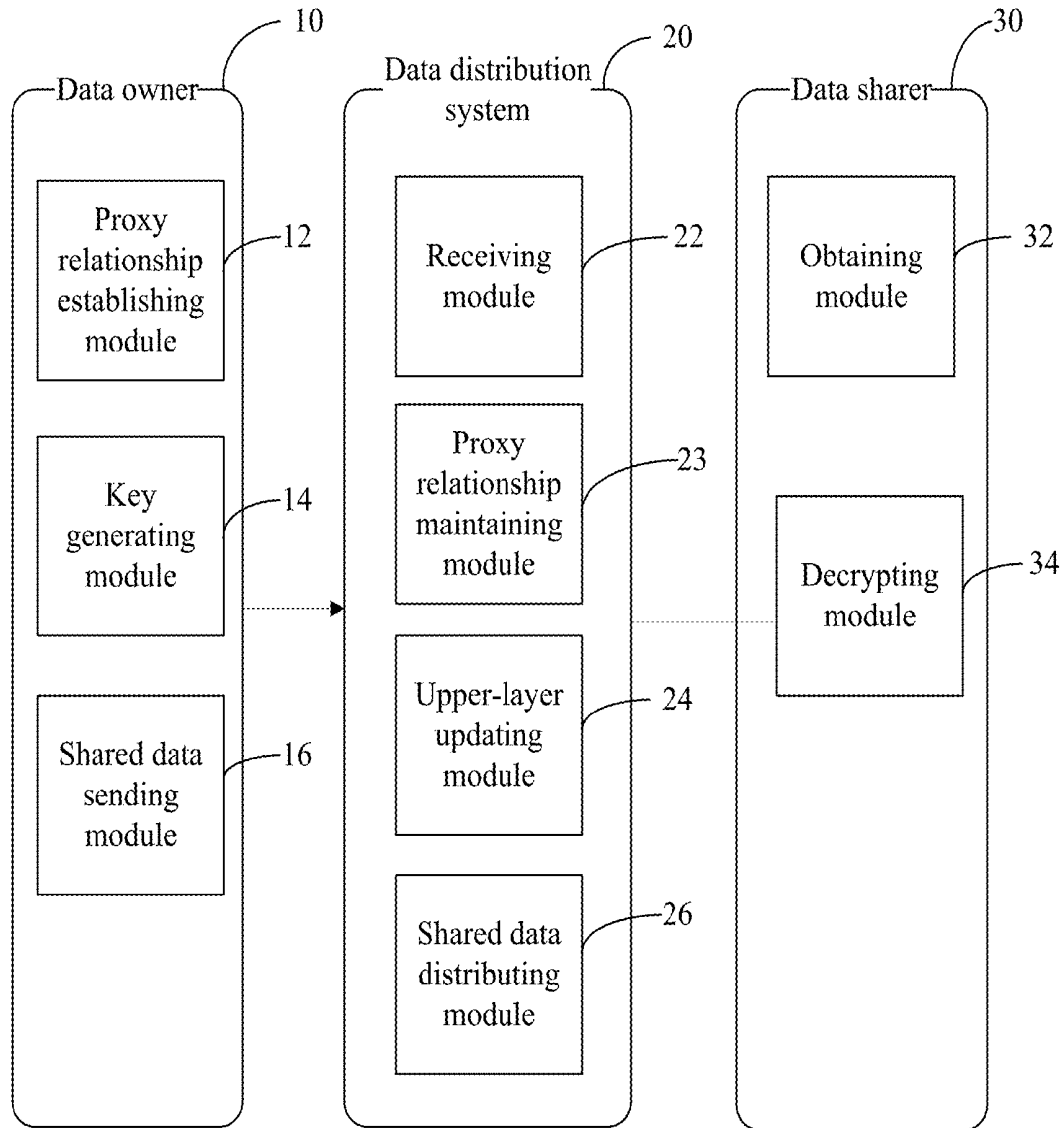 10
Data owner
Proxy
relationship
establishing
module
12
Key
generating
module
14
Shared data
sending
module
16
20
Data distribution
system
Receiving
module
22
Proxy
relationship
maintaining
module
23
Upper-layer
updating
module
24
Shared data
distributing
module
26
30
Data sharer
Obtaining
module
32
Decrypting
module
34